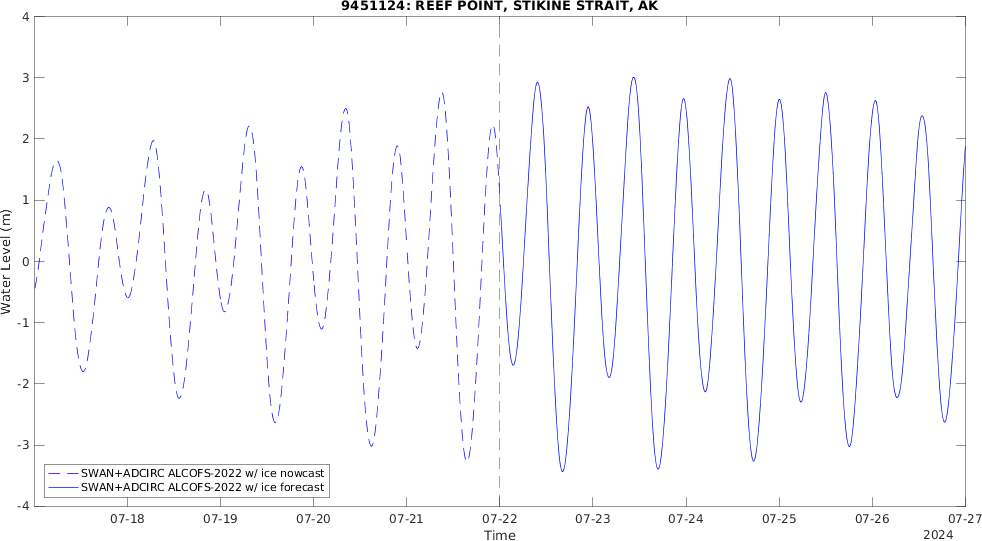 9451124: REEF POINT, STIKINE STRAIT, AK
Water Level (m)
4
3
2
1
0
-1
-2
-3
-4
SWAN+ADCIRC ALCOFS-2022 w/ ice nowcast
SWAN+ADCIRC ALCOFS-2022 w/ ice forecast
07-18 07-19 07-20 07-21 07-22 07-23 07-24 07-25 07-26 07-27
Time
2024